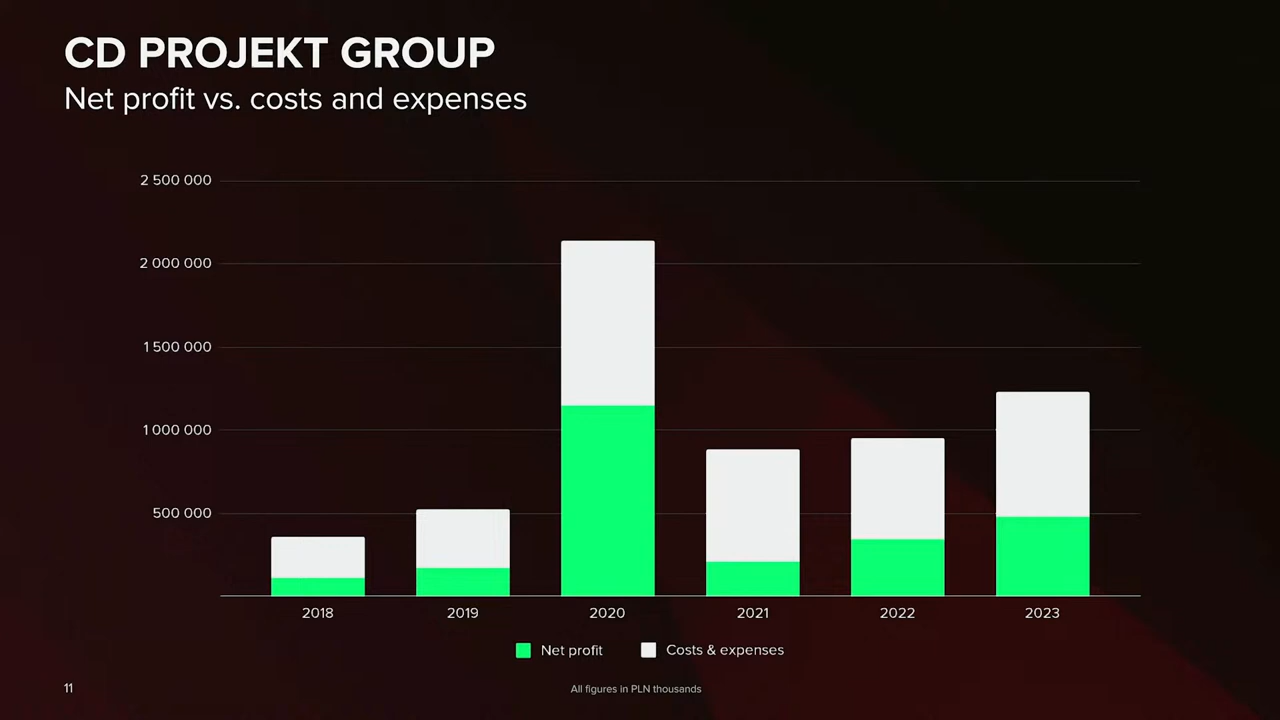 CD PROJEKT GROUP
Net profit vs. costs and expenses
2 500 000
2 000 000
1 500 000
1 000 000
500 000
2018 2019 2020 2021 2022 2023
Net profit Costs & expenses
11 All figures in PLN thousands